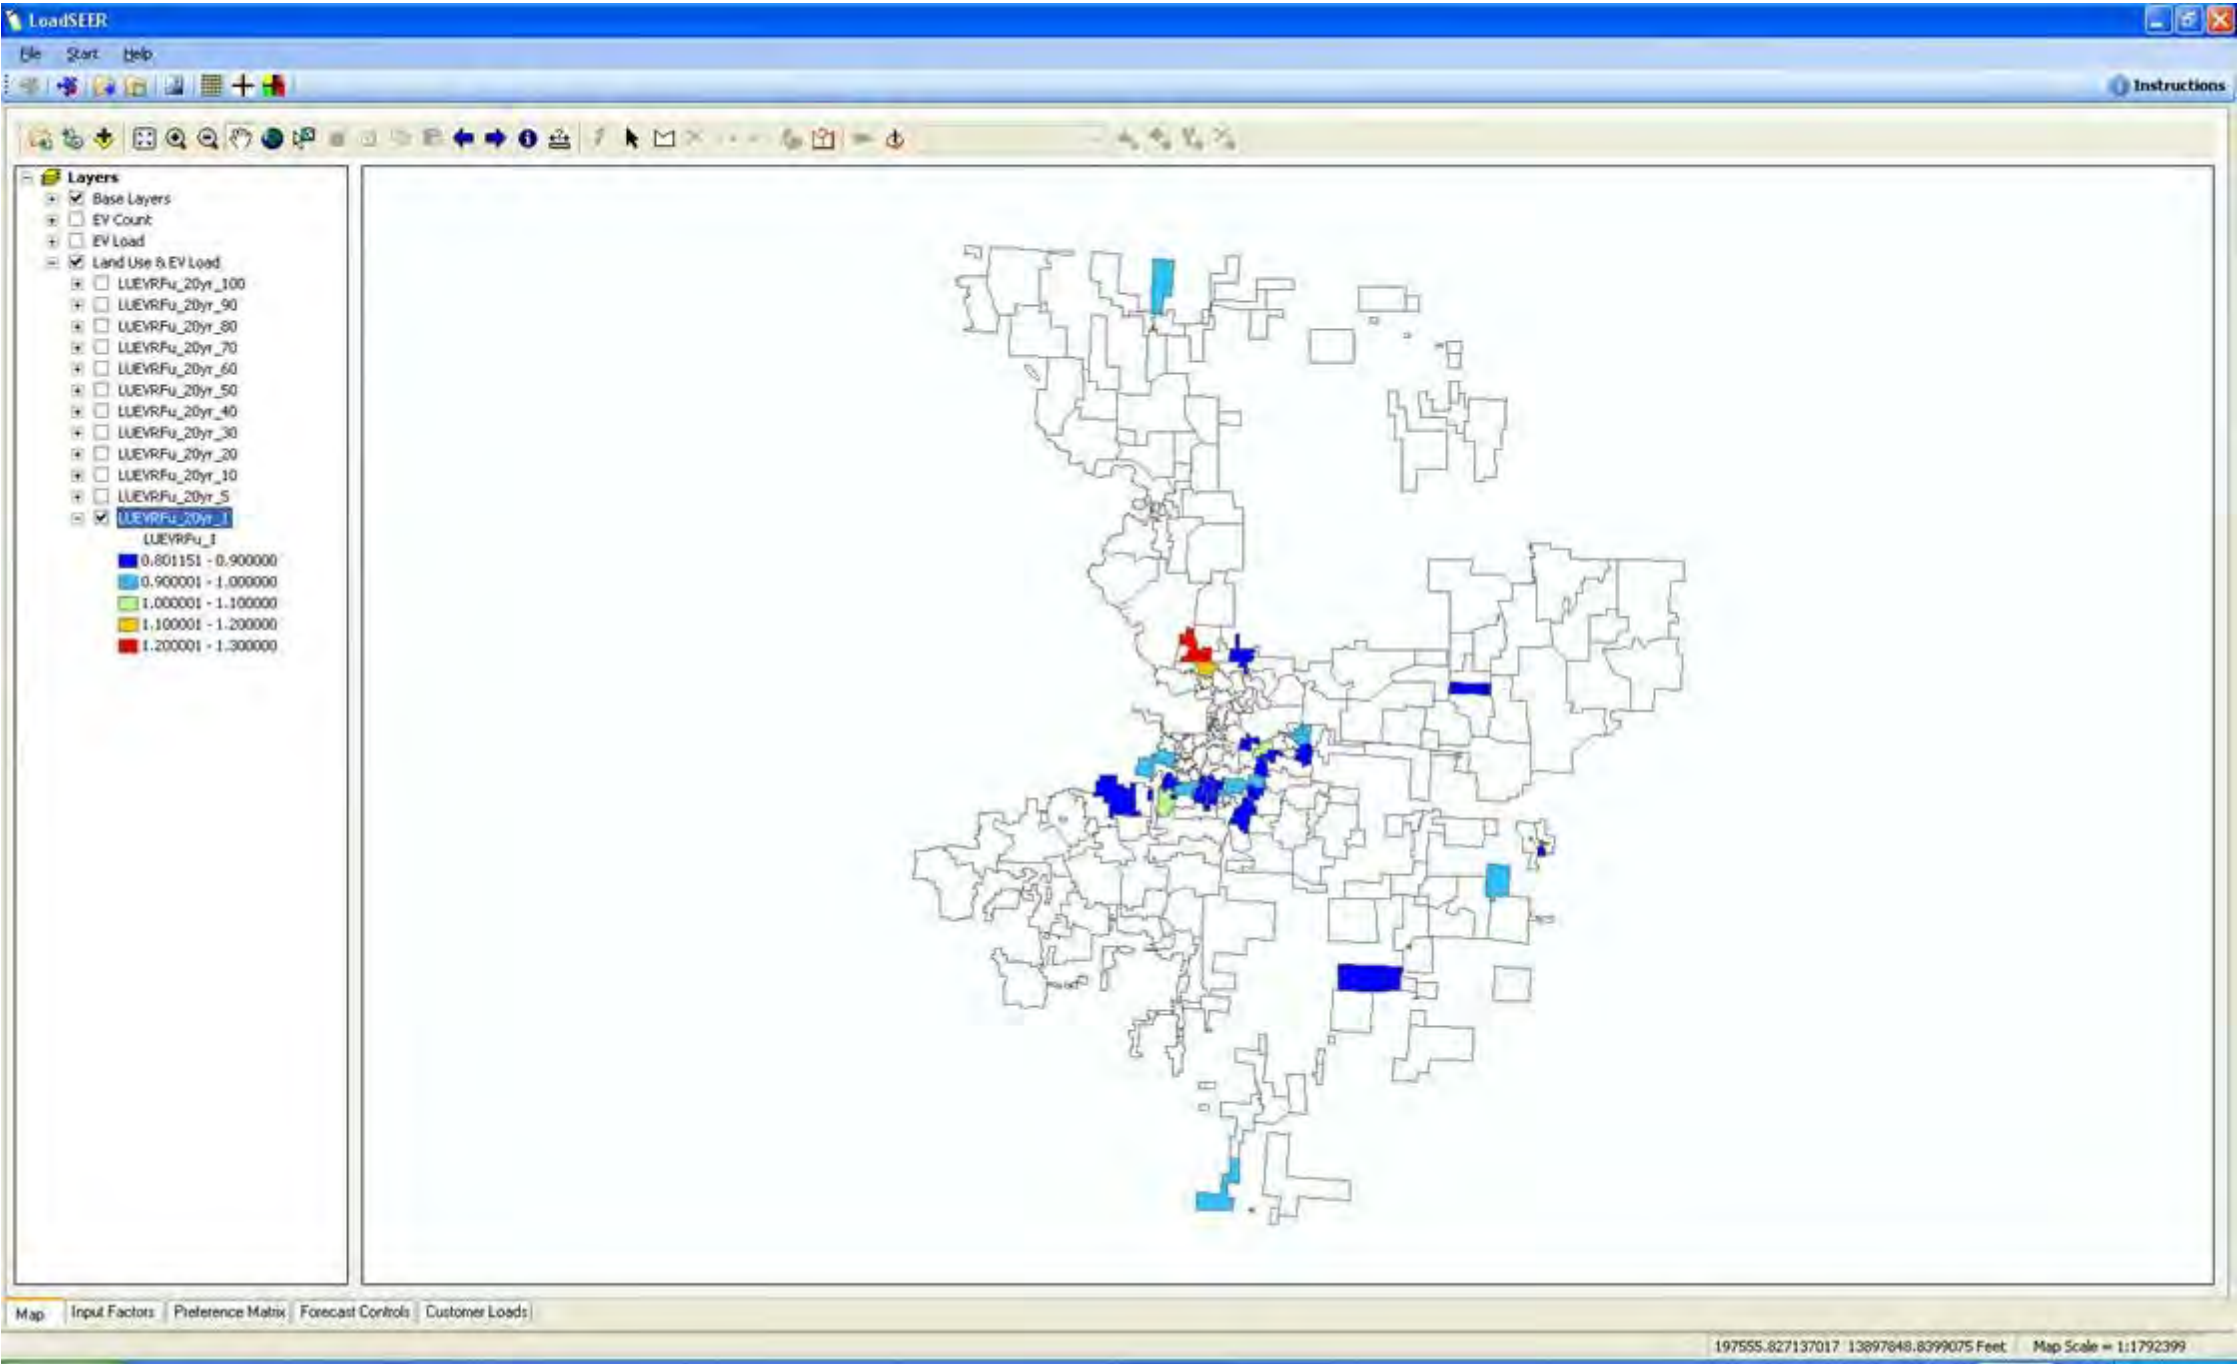 LoadSEER
File Start Help
Instructions
Layers
Base Layers
EV Count
EV Load
Land Use & EV Load
LUEVRFu_20yr_100
LUEVRFu_20yr_90
LUEVRFu_20yr_80
LUEVRFu_20yr_70
LUEVRFu_20yr_60
LUEVRFu_20yr_50
LUEVRFu_20yr_40
LUEVRFu_20yr_30
LUEVRFu_20yr_20
LUEVRFu_20yr_10
LUEVRFu_20yr_5
LUEVRFu_20yr_1
LUEVRFu_1
0.801151 - 0.900000
0.900001 - 1.000000
1.000001 - 1.100000
1.100001 - 1.200000
1.200001 - 1.300000
Map Input Factors Preference Matrix Forecast Controls Customer Loads
197555.827137017 13897848.8399075 Feet Map Scale = 1:1792399